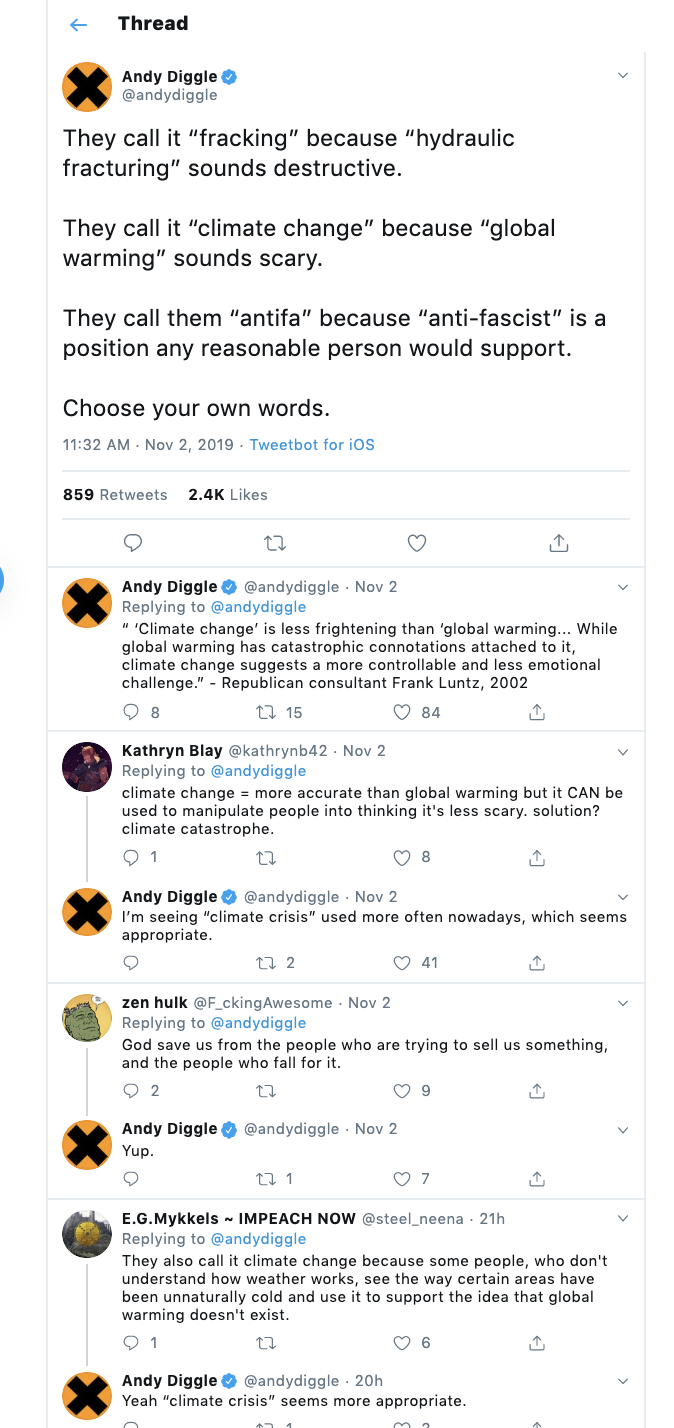 Thread
Andy Diggle
@andydiggle
They call it “fracking” because “hydraulic
fracturing” sounds destructive.
They call it “climate change” because “global
warming” sounds scary.
They call them “antifa” because “anti-fascist” is a
position any reasonable person would support.
Choose your own words.
11:32 AM · Nov 2, 2019 · Tweetbot for iOS
859 Retweets 2.4K Likes
Andy Diggle @andydiggle · Nov 2
Replying to @andydiggle
“ ‘Climate change’ is less frightening than ‘global warming... While
global warming has catastrophic connotations attached to it,
climate change suggests a more controllable and less emotional
challenge.” - Republican consultant Frank Luntz, 2002
8 15 84
Kathryn Blay @kathrynb42 · Nov 2
Replying to @andydiggle
climate change = more accurate than global warming but it CAN be
used to manipulate people into thinking it's less scary. solution?
climate catastrophe.
1 8
Andy Diggle @andydiggle · Nov 2
I’m seeing “climate crisis” used more often nowadays, which seems
appropriate.
2 41
zen hulk @F_ckingAwesome · Nov 2
Replying to @andydiggle
God save us from the people who are trying to sell us something,
and the people who fall for it.
2 9
Andy Diggle @andydiggle · Nov 2
Yup.
1 7
E.G.Mykkels ~ IMPEACH NOW @steel_neena · 21h
Replying to @andydiggle
They also call it climate change because some people, who don't
understand how weather works, see the way certain areas have
been unnaturally cold and use it to support the idea that global
warming doesn't exist.
1 6
Andy Diggle @andydiggle · 20h
Yeah “climate crisis” seems more appropriate.